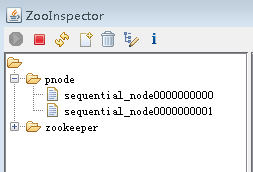 ZooInspector
pnode
sequential_node0000000000
sequential_node0000000001
zookeeper